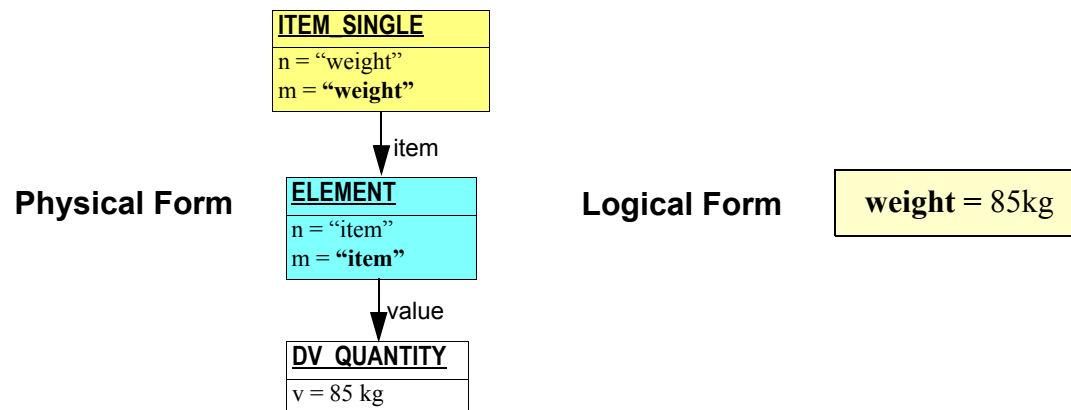 ITEM_SINGLE
n = “weight”
m = “weight”
item
Physical Form
ELEMENT
n = “item”
m = “item”
value
DV_QUANTITY
v = 85 kg
Logical Form
weight = 85kg